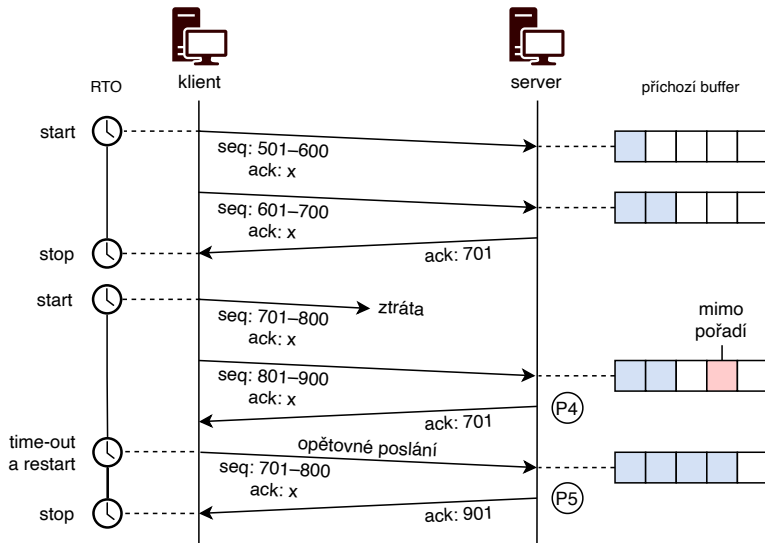 RTO
klient
server
příchozí buffer
start
seq: 501–600
ack: x
seq: 601–700
ack: x
stop
ack: 701
start
ztráta
seq: 701–800
ack: x
mimo
pořadí
seq: 801–900
ack: x
ack: 701
P4
time-out
a restart
opětovné poslání
seq: 701–800
ack: x
P5
stop
ack: 901